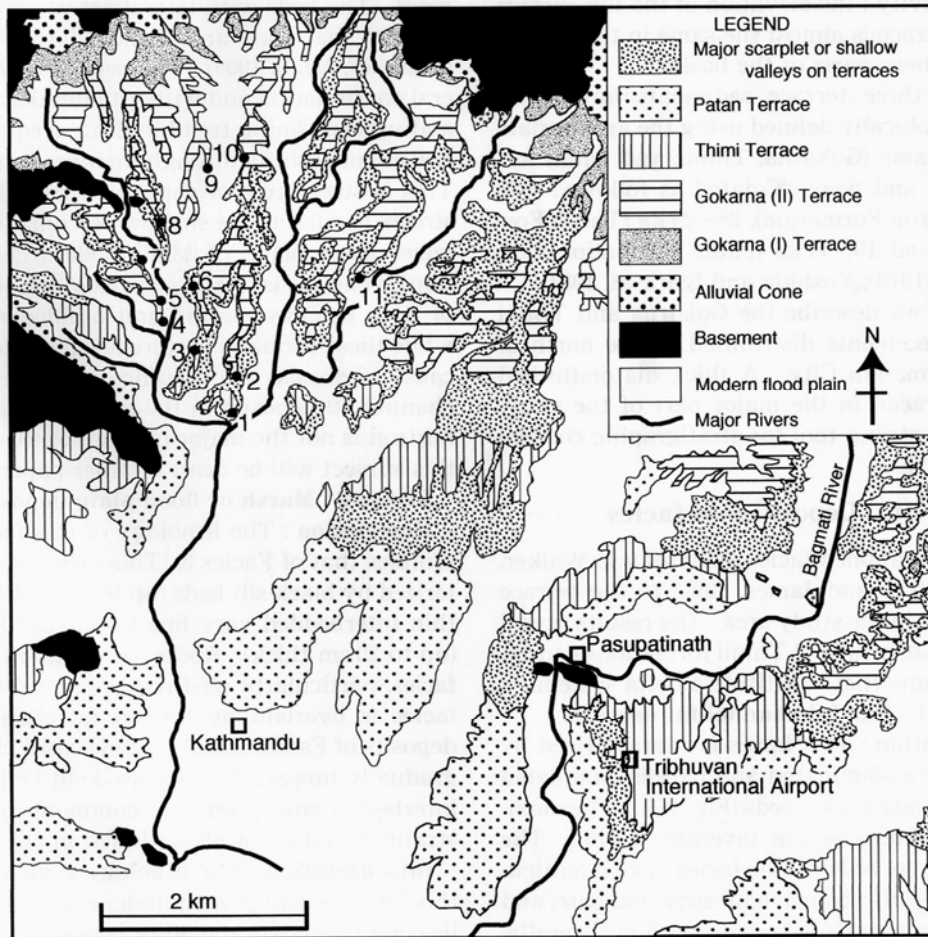 LEGEND
Major scarplet or shallow
valleys on terraces
Patan Terrace
Thimi Terrace
Gokarna (II) Terrace
Gokarna (I) Terrace
Alluvial Cone
Basement
Modern flood plain
Major Rivers
N
10
9
8
7
6
5
4
3
2
1
11
Bagmati River
Pasupatinath
Kathmandu
Tribhuvan
International Airport
2 km